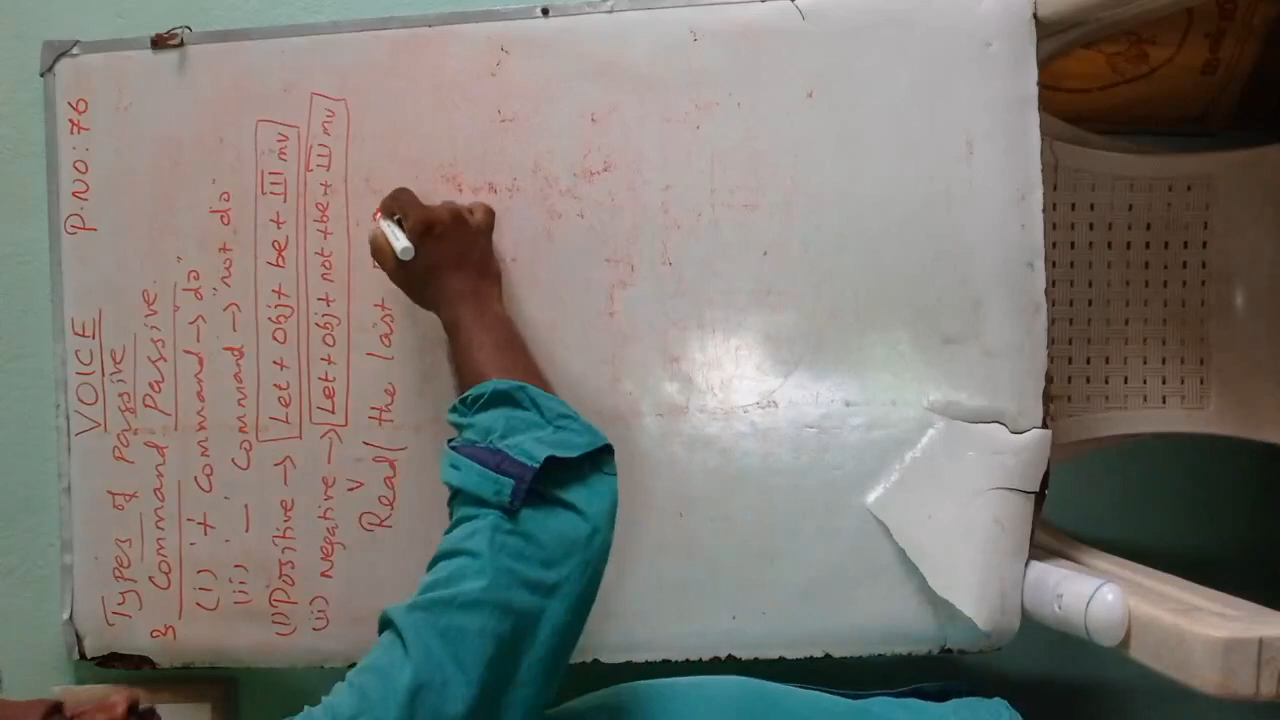 VOICE P.NO: 76
Types of Passive
3 Command Passive.
(i) '+' Command → "do"
(ii) '-' Command → "not do"
(i) Positive → Let + Obj + be + III mv
(ii) Negative → Let + obj + not + be + III mv
V
Read / the last